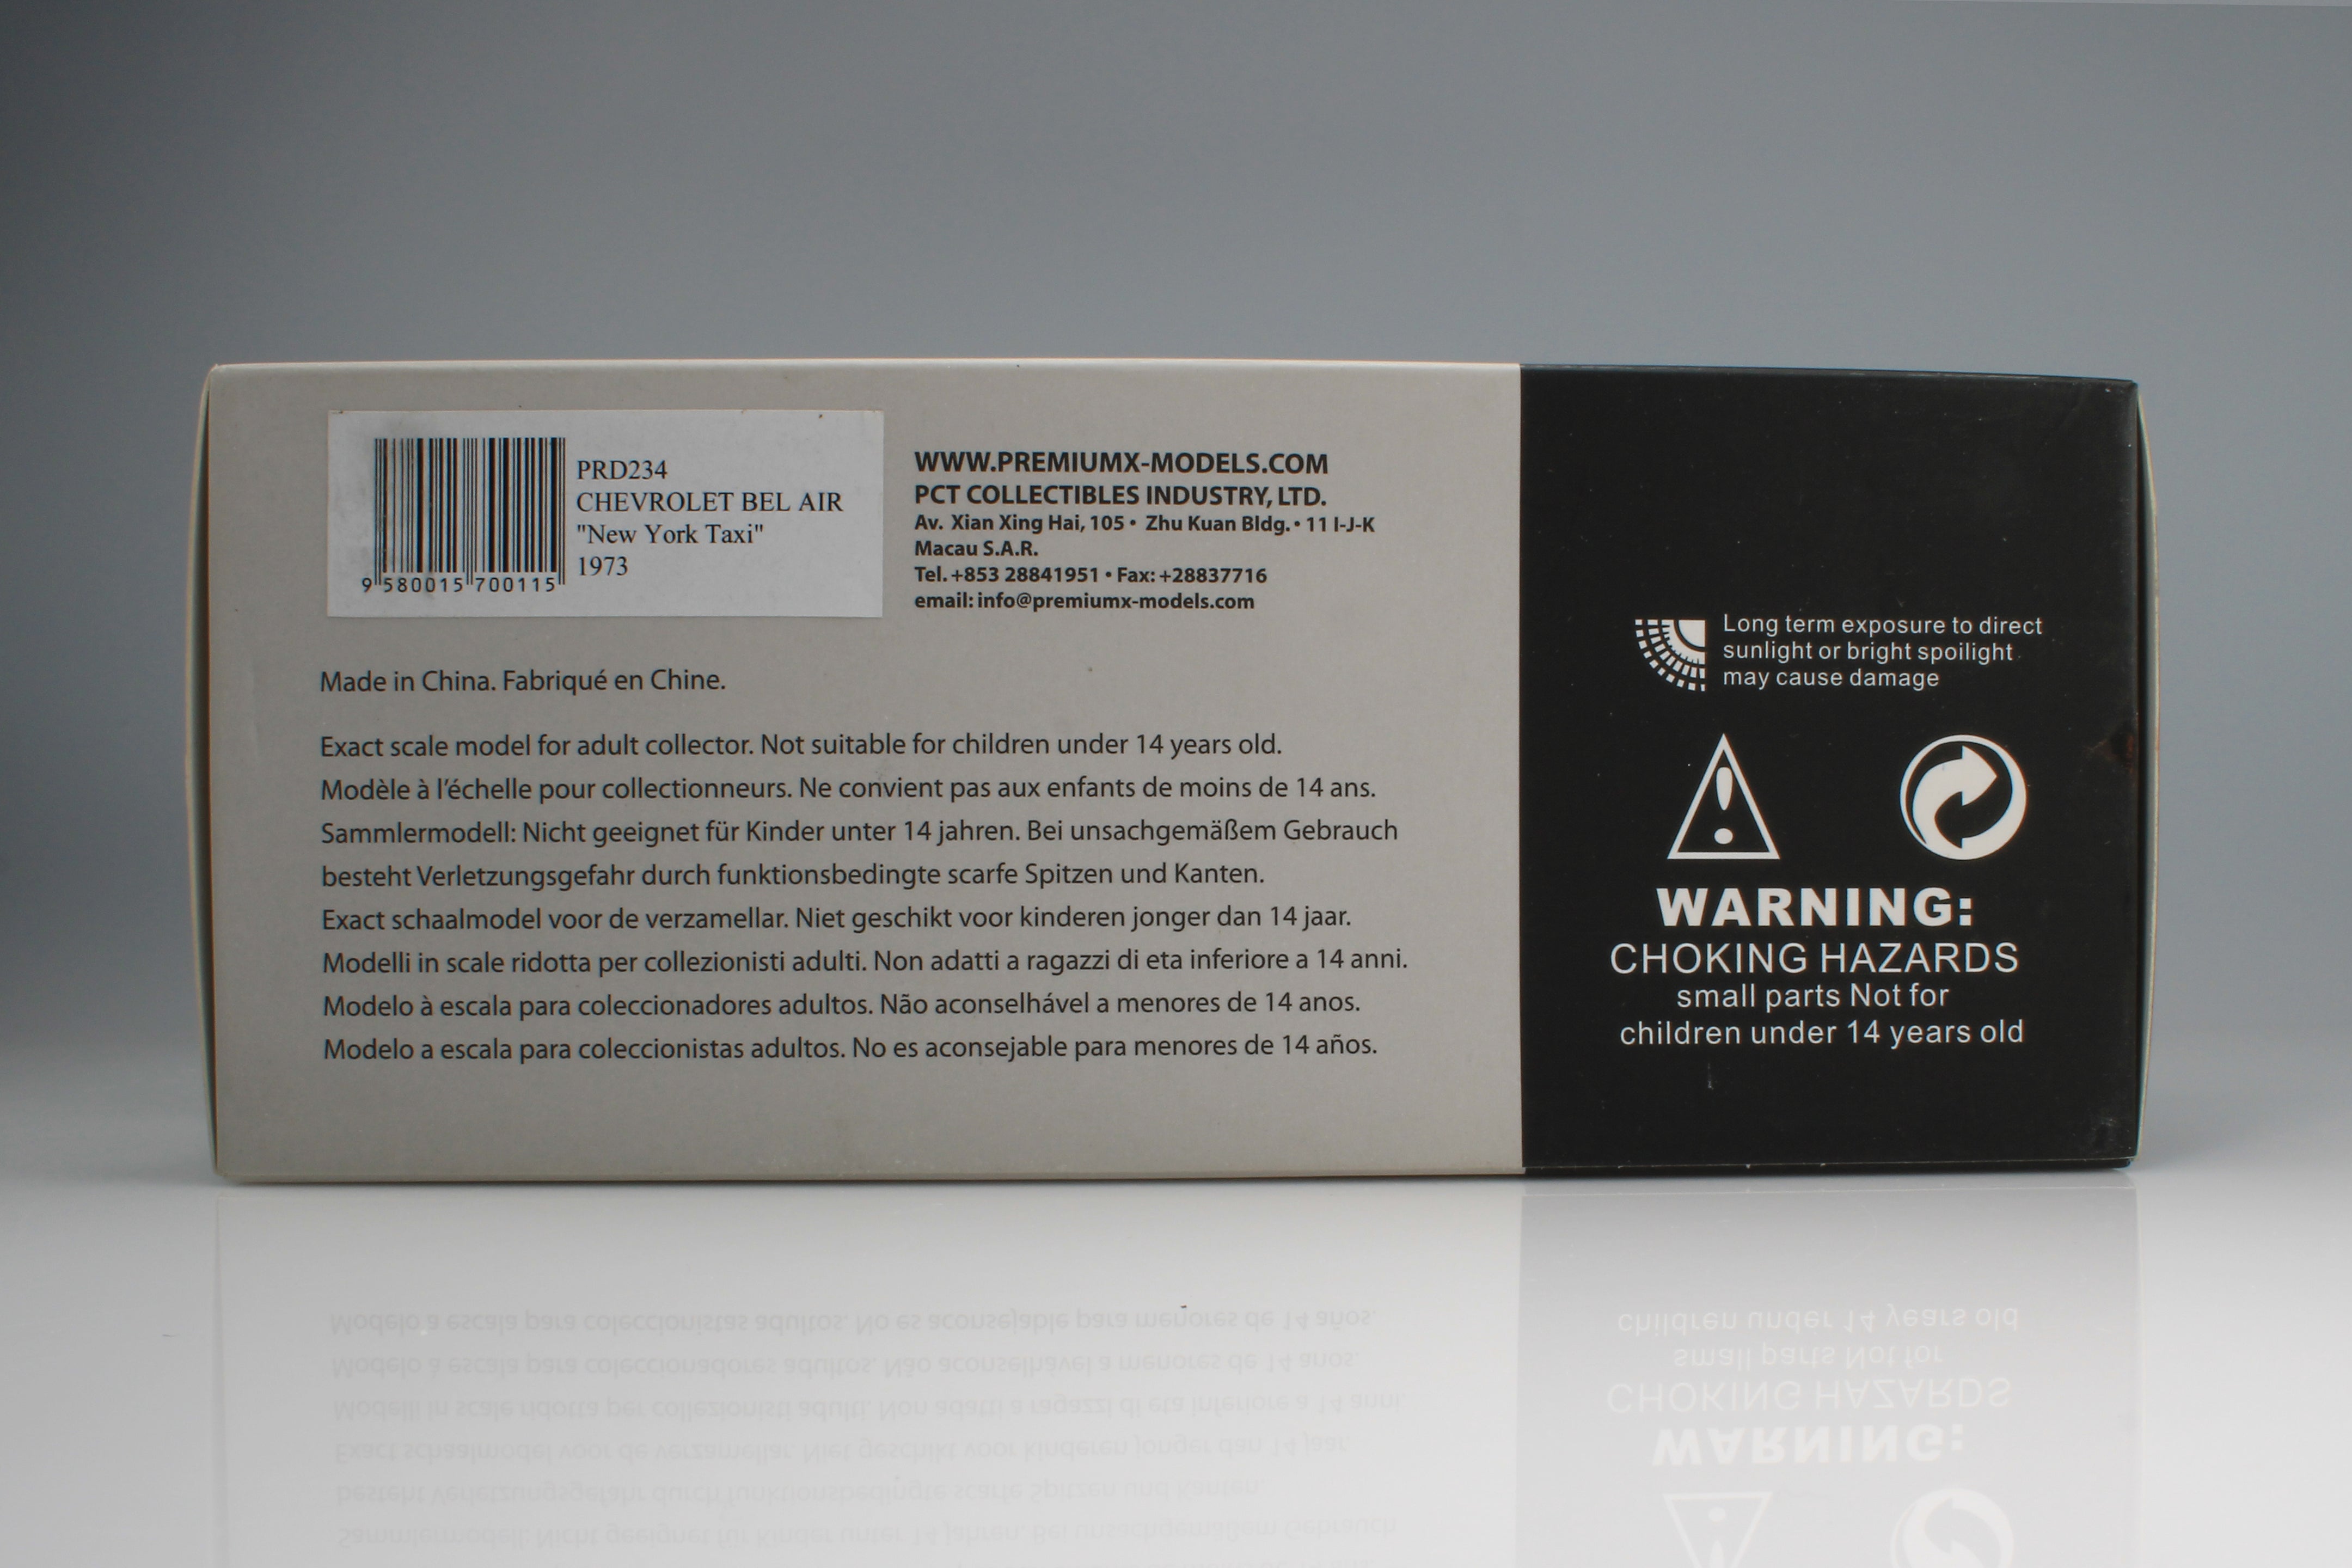 PRD234
CHEVROLET BEL AIR
"New York Taxi"
1973
9 580015 700115
WWW.PREMIUMX-MODELS.COM
PCT COLLECTIBLES INDUSTRY, LTD.
Av. Xian Xing Hai, 105 • Zhu Kuan Bldg. • 11 I-J-K
Macau S.A.R.
Tel. +853 28841951 • Fax: +28837716
email: info@premiumx-models.com
Made in China. Fabriqué en Chine.
Exact scale model for adult collector. Not suitable for children under 14 years old.
Modèle à l'échelle pour collectionneurs. Ne convient pas aux enfants de moins de 14 ans.
Sammlermodell: Nicht geeignet für Kinder unter 14 jahren. Bei unsachgemäßem Gebrauch
besteht Verletzungsgefahr durch funktionsbedingte scarfe Spitzen und Kanten.
Exact schaalmodel voor de verzamellar. Niet geschikt voor kinderen jonger dan 14 jaar.
Modelli in scale ridotta per collezionisti adulti. Non adatti a ragazzi di eta inferiore a 14 anni.
Modelo à escala para coleccionadores adultos. Não aconselhável a menores de 14 anos.
Modelo a escala para coleccionistas adultos. No es aconsejable para menores de 14 años.
Long term exposure to direct
sunlight or bright spoilight
may cause damage
WARNING:
CHOKING HAZARDS
small parts Not for
children under 14 years old